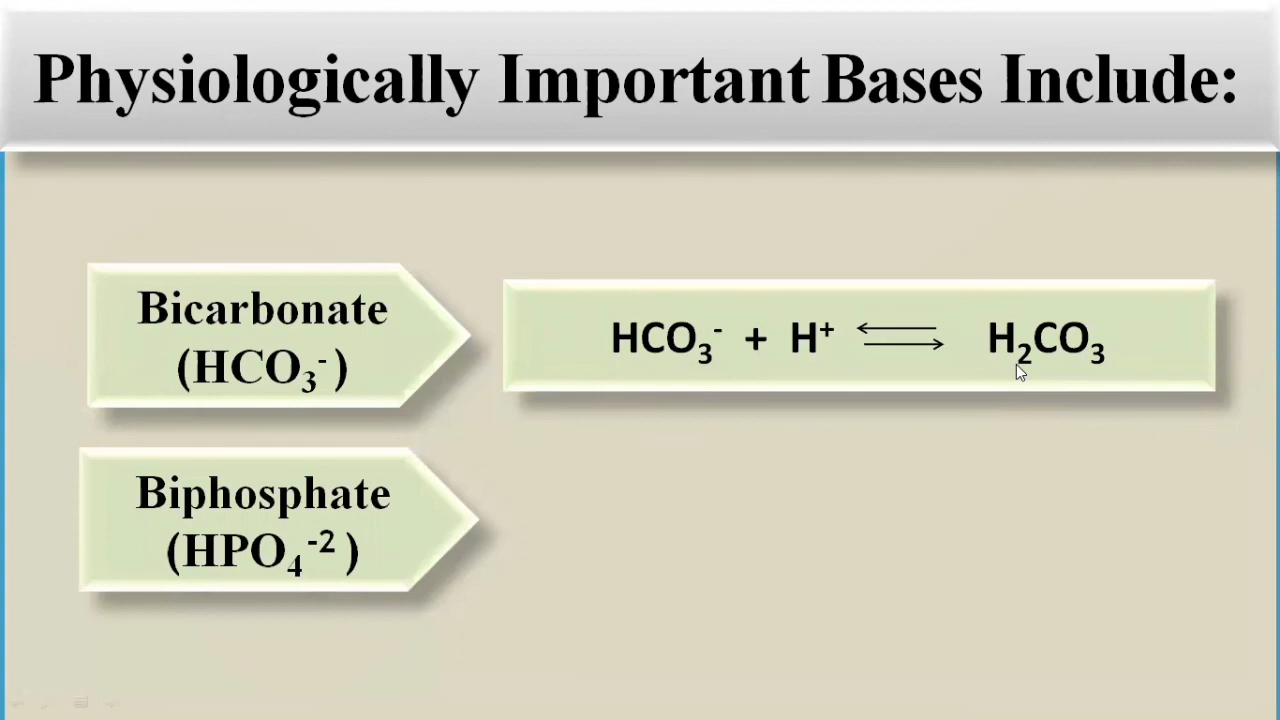 Physiologically Important Bases Include:
Bicarbonate
(HCO₃⁻)
HCO₃⁻ + H⁺ ⇌ H₂CO₃
Biphosphate
(HPO₄⁻²)